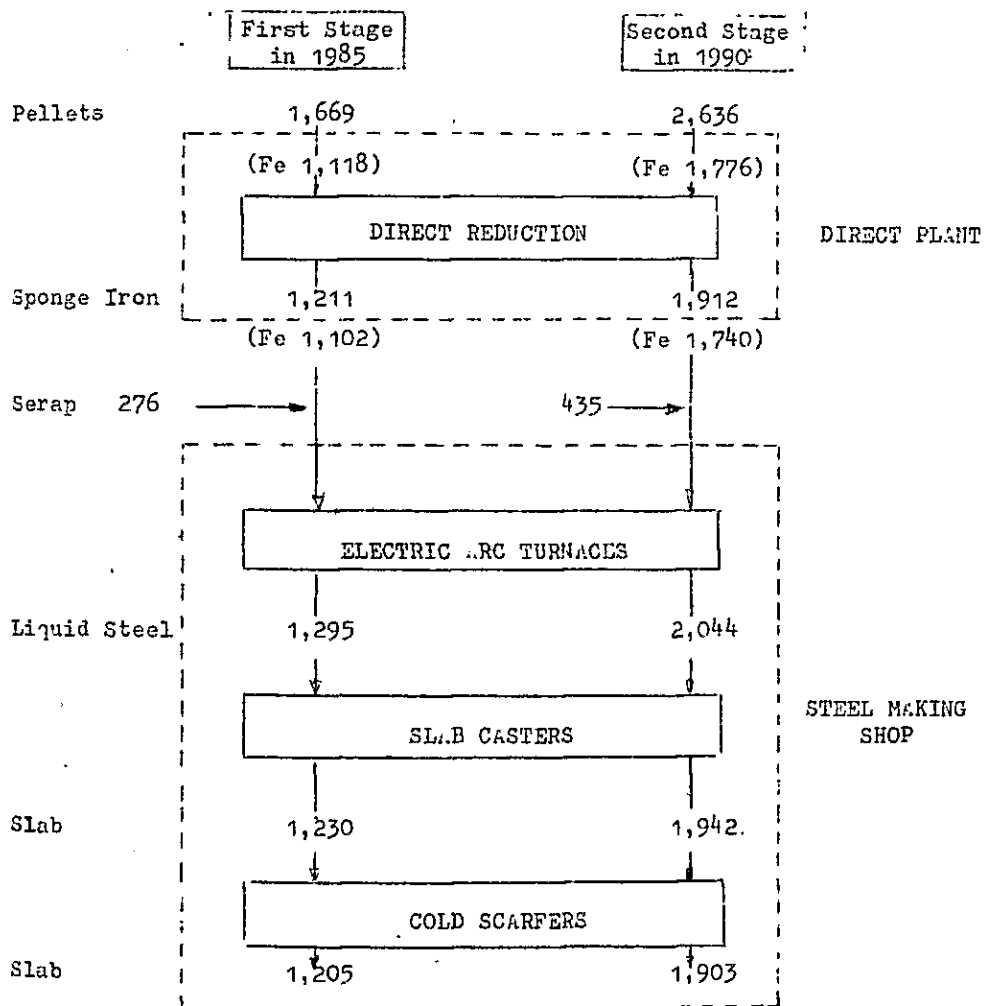 First Stage Second Stage
in 1985 in 1990
Pellets 1,669 2,636
(Fe 1,118) (Fe 1,776)
DIRECT REDUCTION DIRECT PLANT
Sponge Iron 1,211 1,912
(Fe 1,102) (Fe 1,740)
Serap 276 435
ELECTRIC ARC TURNACES
Liquid Steel 1,295 2,044
SLAB CASTERS STEEL MAKING
SHOP
Slab 1,230 1,942
COLD SCARFERS
Slab 1,205 1,903